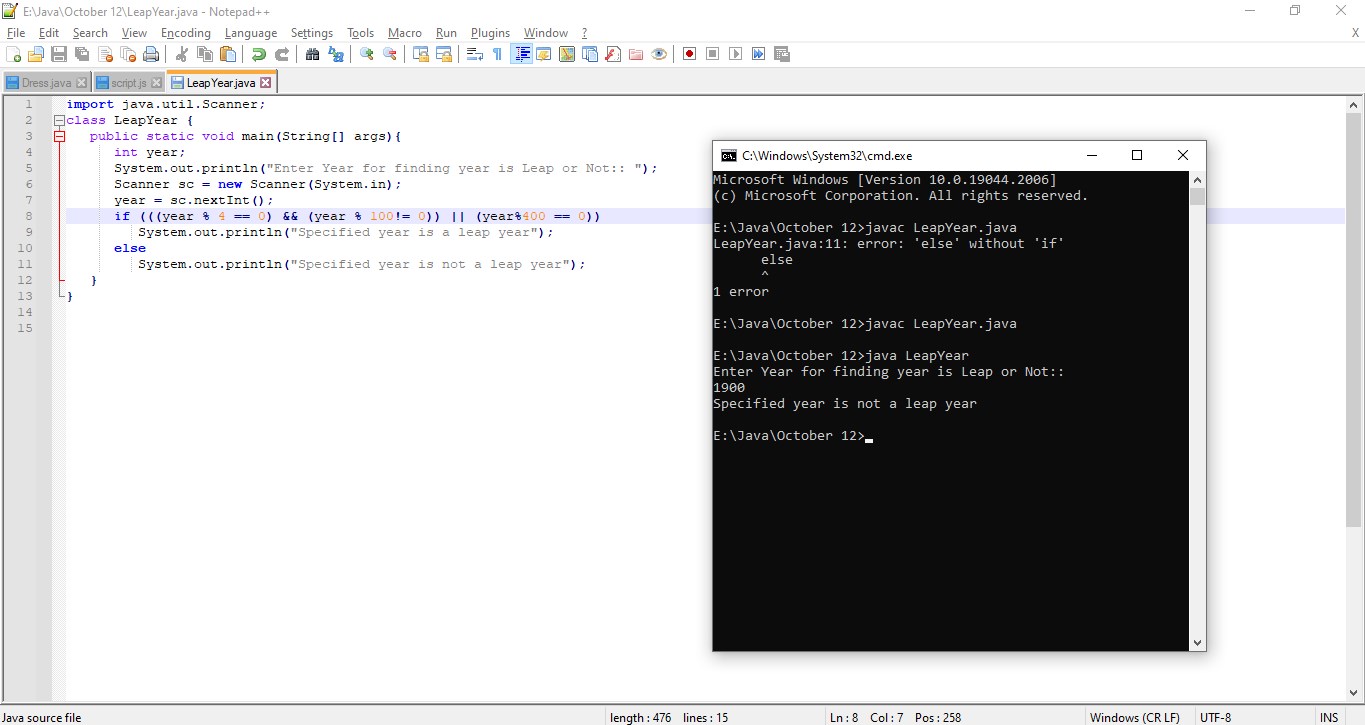 E:\Java\October 12\LeapYear.java - Notepad++
File Edit Search View Encoding Language Settings Tools Macro Run Plugins Window ? X
Dress.java script.js LeapYear.java
1 import java.util.Scanner;
2 class LeapYear {
3 public static void main(String[] args){
4 int year;
5 System.out.println("Enter Year for finding year is Leap or Not:: ");
6 Scanner sc = new Scanner(System.in);
7 year = sc.nextInt();
8 if (((year % 4 == 0) && (year % 100!= 0)) || (year%400 == 0))
9 System.out.println("Specified year is a leap year");
10 else
11 System.out.println("Specified year is not a leap year");
12 }
13 }
14
15
C:\Windows\System32\cmd.exe
Microsoft Windows [Version 10.0.19044.2006]
(c) Microsoft Corporation. All rights reserved.
E:\Java\October 12>javac LeapYear.java
LeapYear.java:11: error: 'else' without 'if'
else
^
1 error
E:\Java\October 12>javac LeapYear.java
E:\Java\October 12>java LeapYear
Enter Year for finding year is Leap or Not::
1900
Specified year is not a leap year
E:\Java\October 12>
Java source file length : 476 lines : 15 Ln : 8 Col : 7 Pos : 258 Windows (CR LF) UTF-8 INS